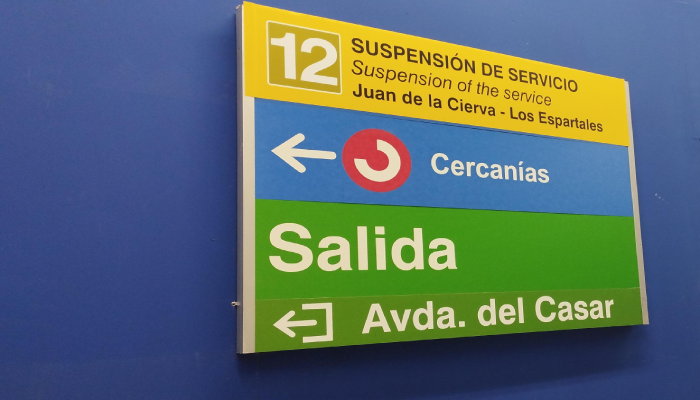 12
SUSPENSIÓN DE SERVICIO
Suspension of the service
Juan de la Cierva - Los Espartales
Cercanías
Salida
Avda. del Casar